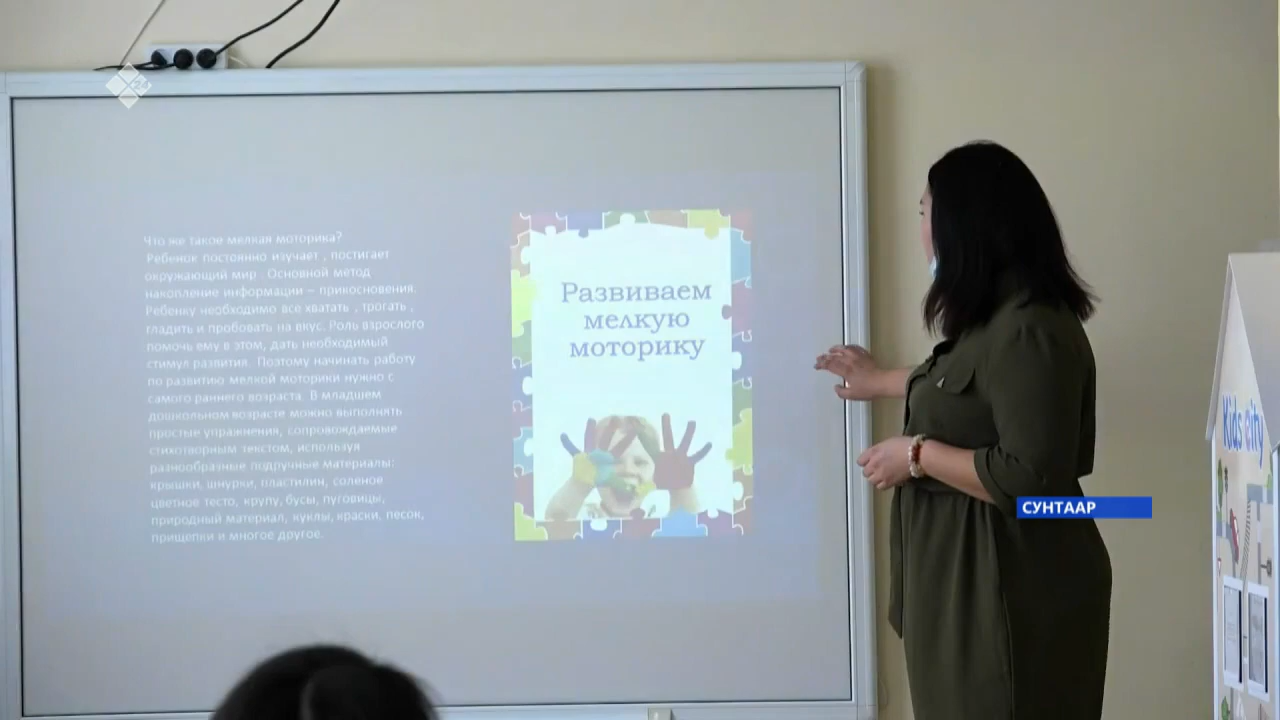 Что же такое мелкая моторика?
Ребенок постоянно изучает , постигает
окружающий мир . Основной метод
накопление информации – прикосновения.
Ребенку необходимо все хватать , трогать ,
гладить и пробовать на вкус. Роль взрослого
помочь ему в этом, дать необходимый
стимул развития. Поэтому начинать работу
по развитию мелкой моторики нужно с
самого раннего возраста. В младшем
дошкольном возрасте можно выполнять
простые упражнения, сопровождаемые
стихотворным текстом, используя
разнообразные подручные материалы:
крышки, шнурки, пластилин, соленое
цветное тесто, крупу, бусы, пуговицы,
природный материал, куклы, краски, песок,
прищепки и многое другое.
Развиваем
мелкую
моторику
24
СУНТААР
Kids city